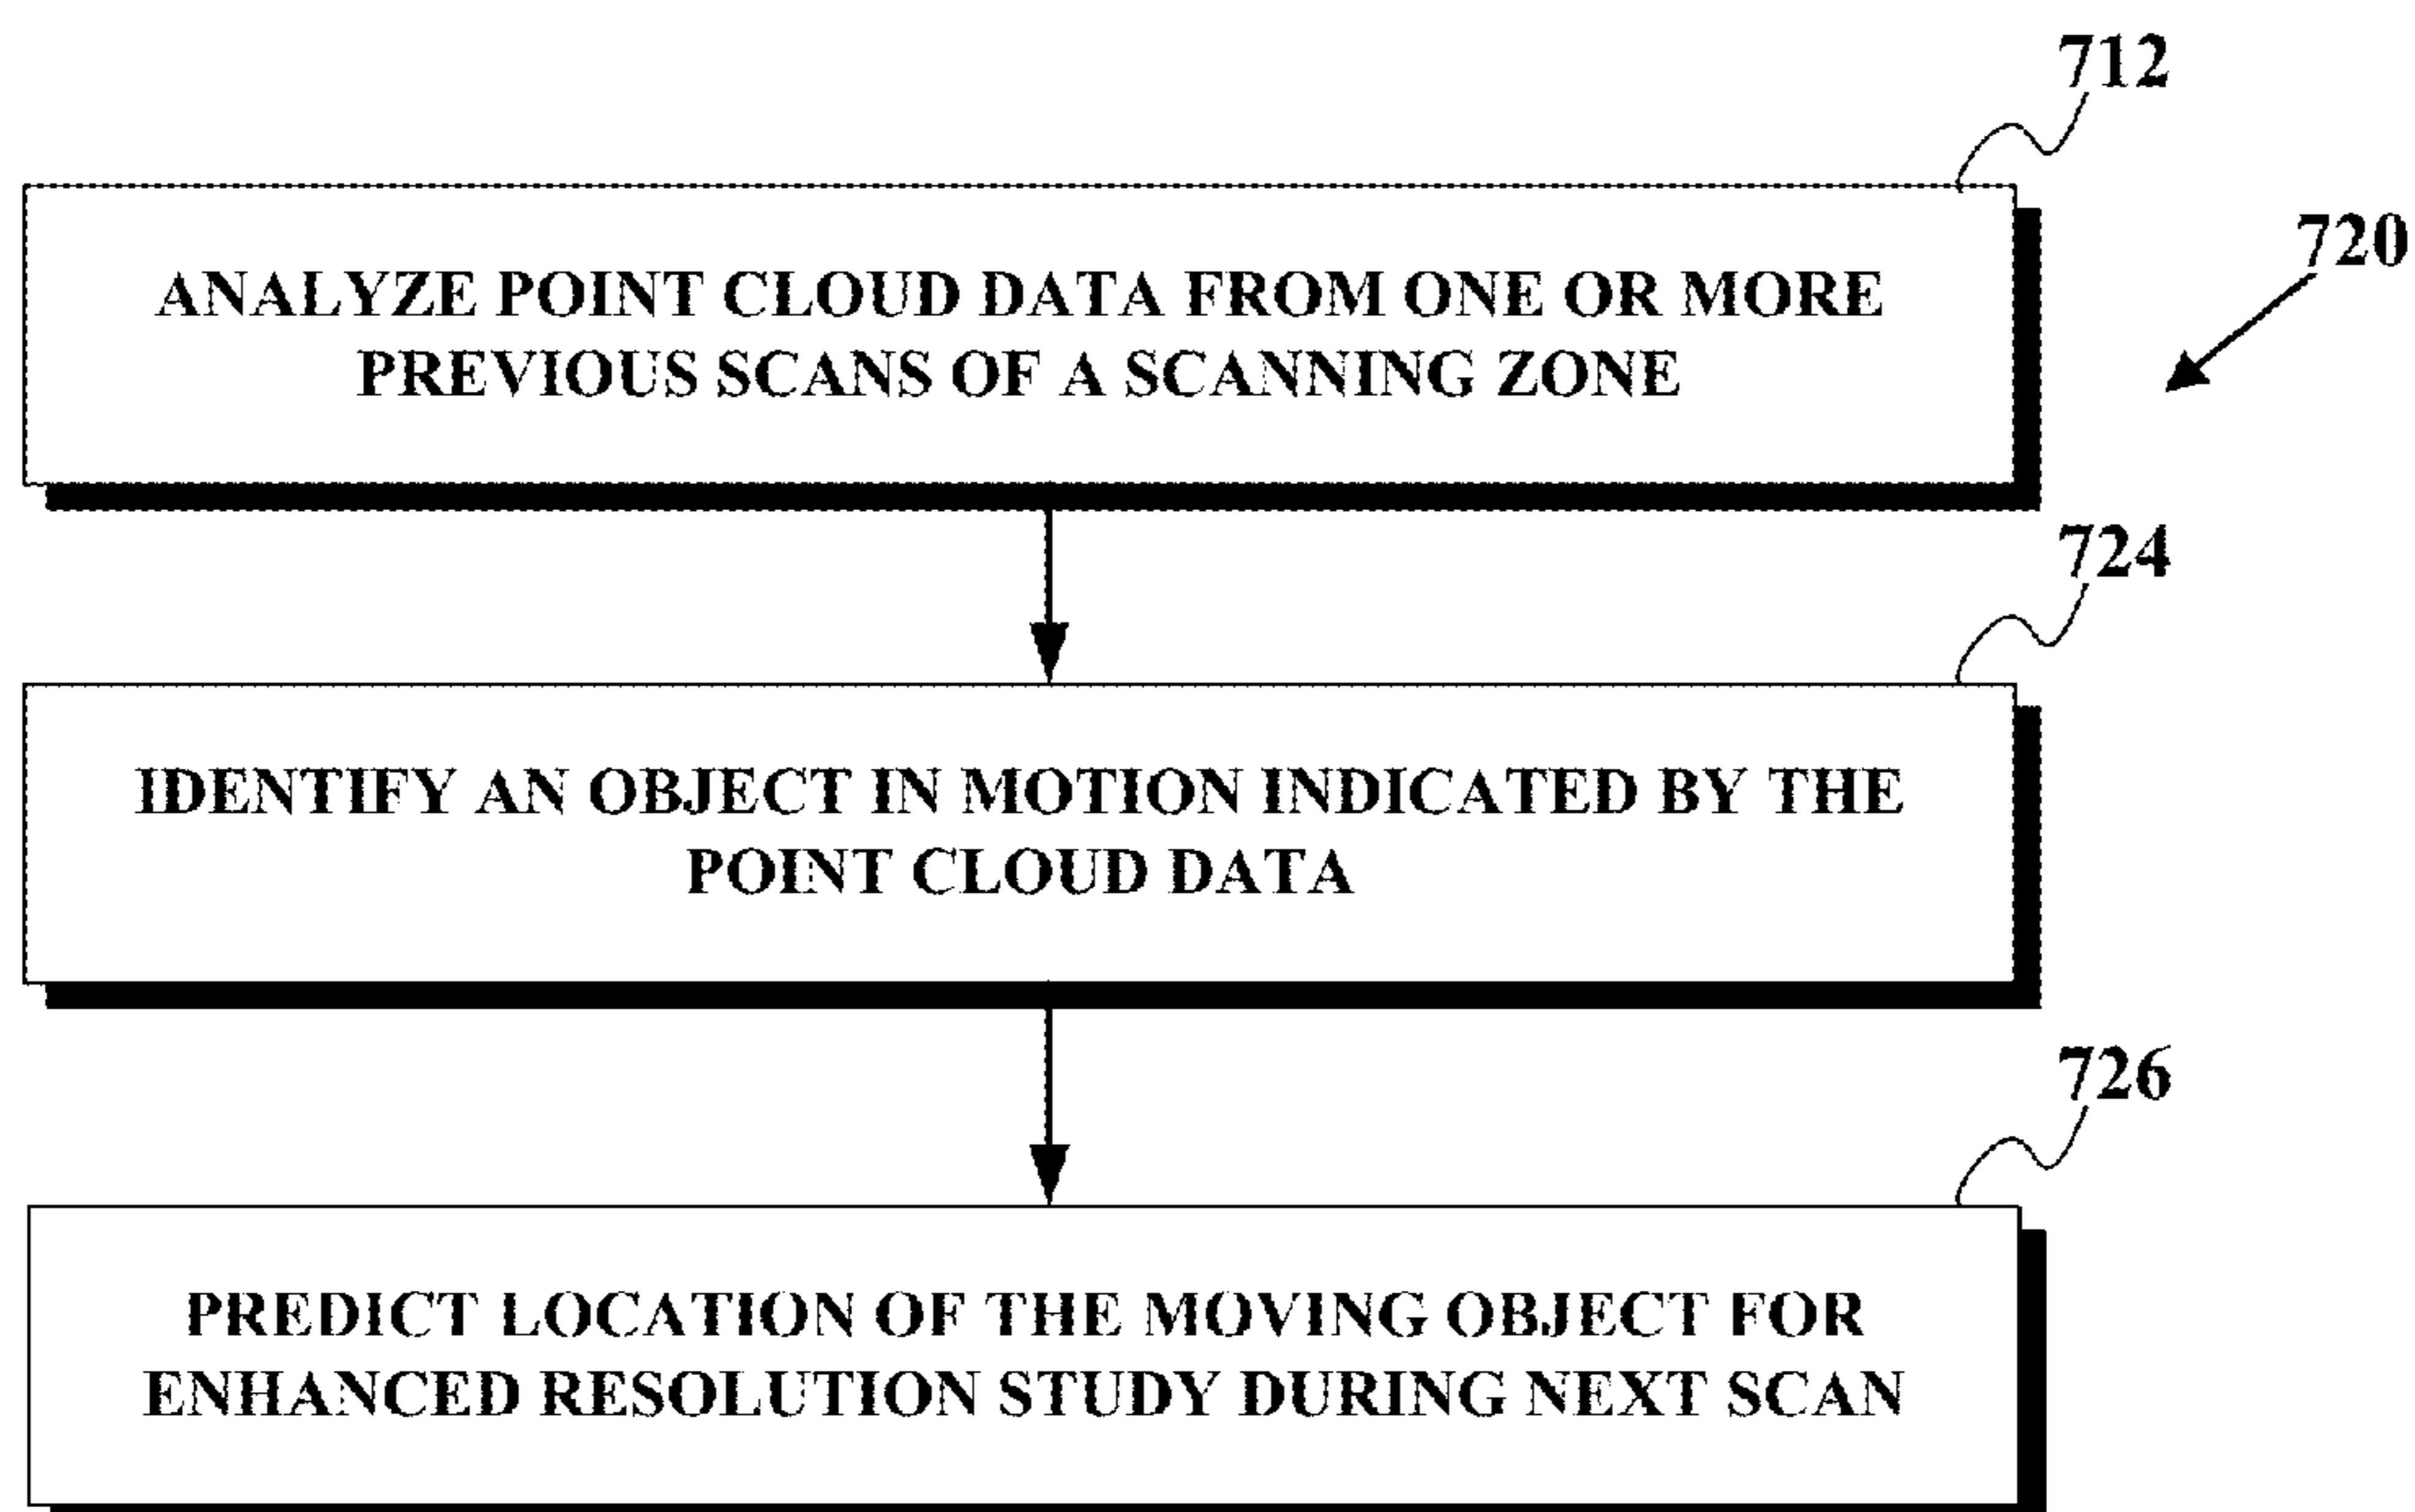 712
720
ANALYZE POINT CLOUD DATA FROM ONE OR MORE
PREVIOUS SCANS OF A SCANNING ZONE
724
IDENTIFY AN OBJECT IN MOTION INDICATED BY THE
POINT CLOUD DATA
726
PREDICT LOCATION OF THE MOVING OBJECT FOR
ENHANCED RESOLUTION STUDY DURING NEXT SCAN